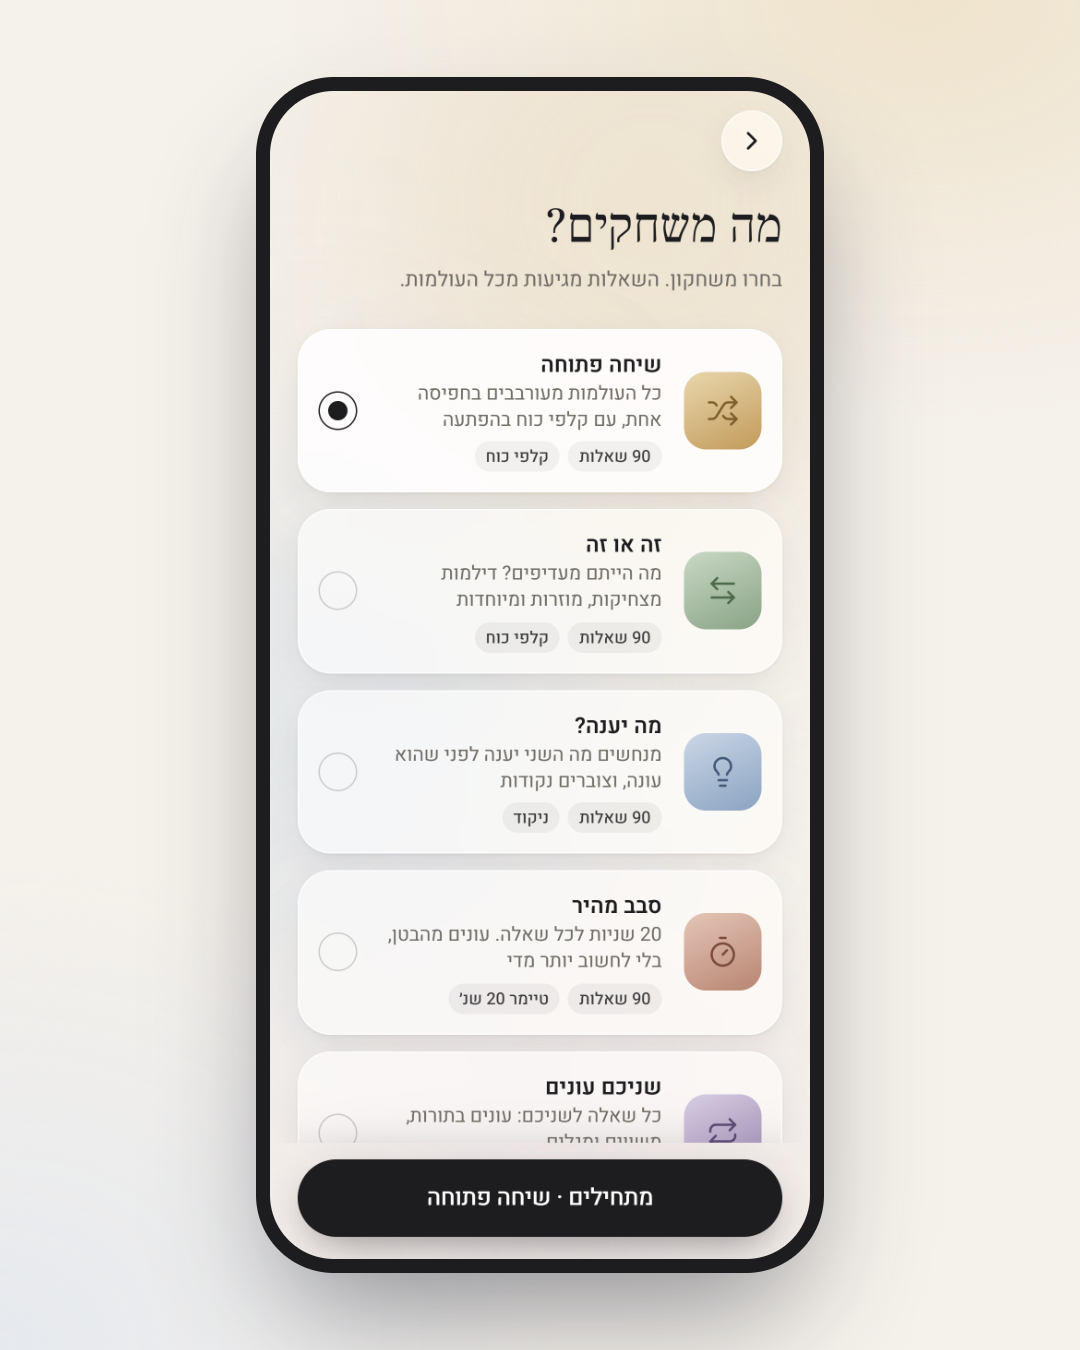 מה משחקים?
בחרו משחקון. השאלות מגיעות מכל העולמות.
שיחה פתוחה
כל העולמות מעורבבים בחפיסה
אחת, עם קלפי כוח בהפתעה
90 שאלות
קלפי כוח
זה או זה
מה הייתם מעדיפים? דילמות
מצחיקות, מוזרות ומיוחדות
90 שאלות
קלפי כוח
מה יענה?
מנחשים מה השני יענה לפני שהוא
עונה, וצוברים נקודות
90 שאלות
ניקוד
סבב מהיר
20 שניות לכל שאלה. עונים מהבטן,
בלי לחשוב יותר מדי
90 שאלות
טיימר 20 שנ׳
שניכם עונים
כל שאלה לשניכם: עונים בתורות,
מתחילים · שיחה פתוחה